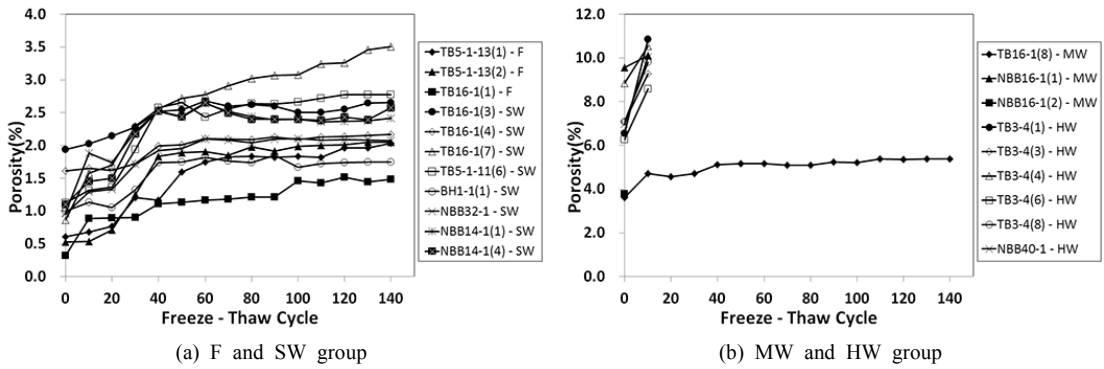 4.0
3.5
3.0
2.5
2.0
1.5
1.0
0.5
0.0
Porosity(%)
0 20 40 60 80 100 120 140
Freeze - Thaw Cycle
TB5-1-13(1) - F
TB5-1-13(2) - F
TB16-1(1) - F
TB16-1(3) - SW
TB16-1(4) - SW
TB16-1(7) - SW
TB5-1-11(6) - SW
BH1-1(1) - SW
NBB32-1 - SW
NBB14-1(1) - SW
NBB14-1(4) - SW
(a) F and SW group
12.0
10.0
8.0
6.0
4.0
2.0
0.0
Porosity(%)
0 20 40 60 80 100 120 140
Freeze - Thaw Cycle
TB16-1(8) - MW
NBB16-1(1) - MW
NBB16-1(2) - MW
TB3-4(1) - HW
TB3-4(3) - HW
TB3-4(4) - HW
TB3-4(6) - HW
TB3-4(8) - HW
NBB40-1 - HW
(b) MW and HW group